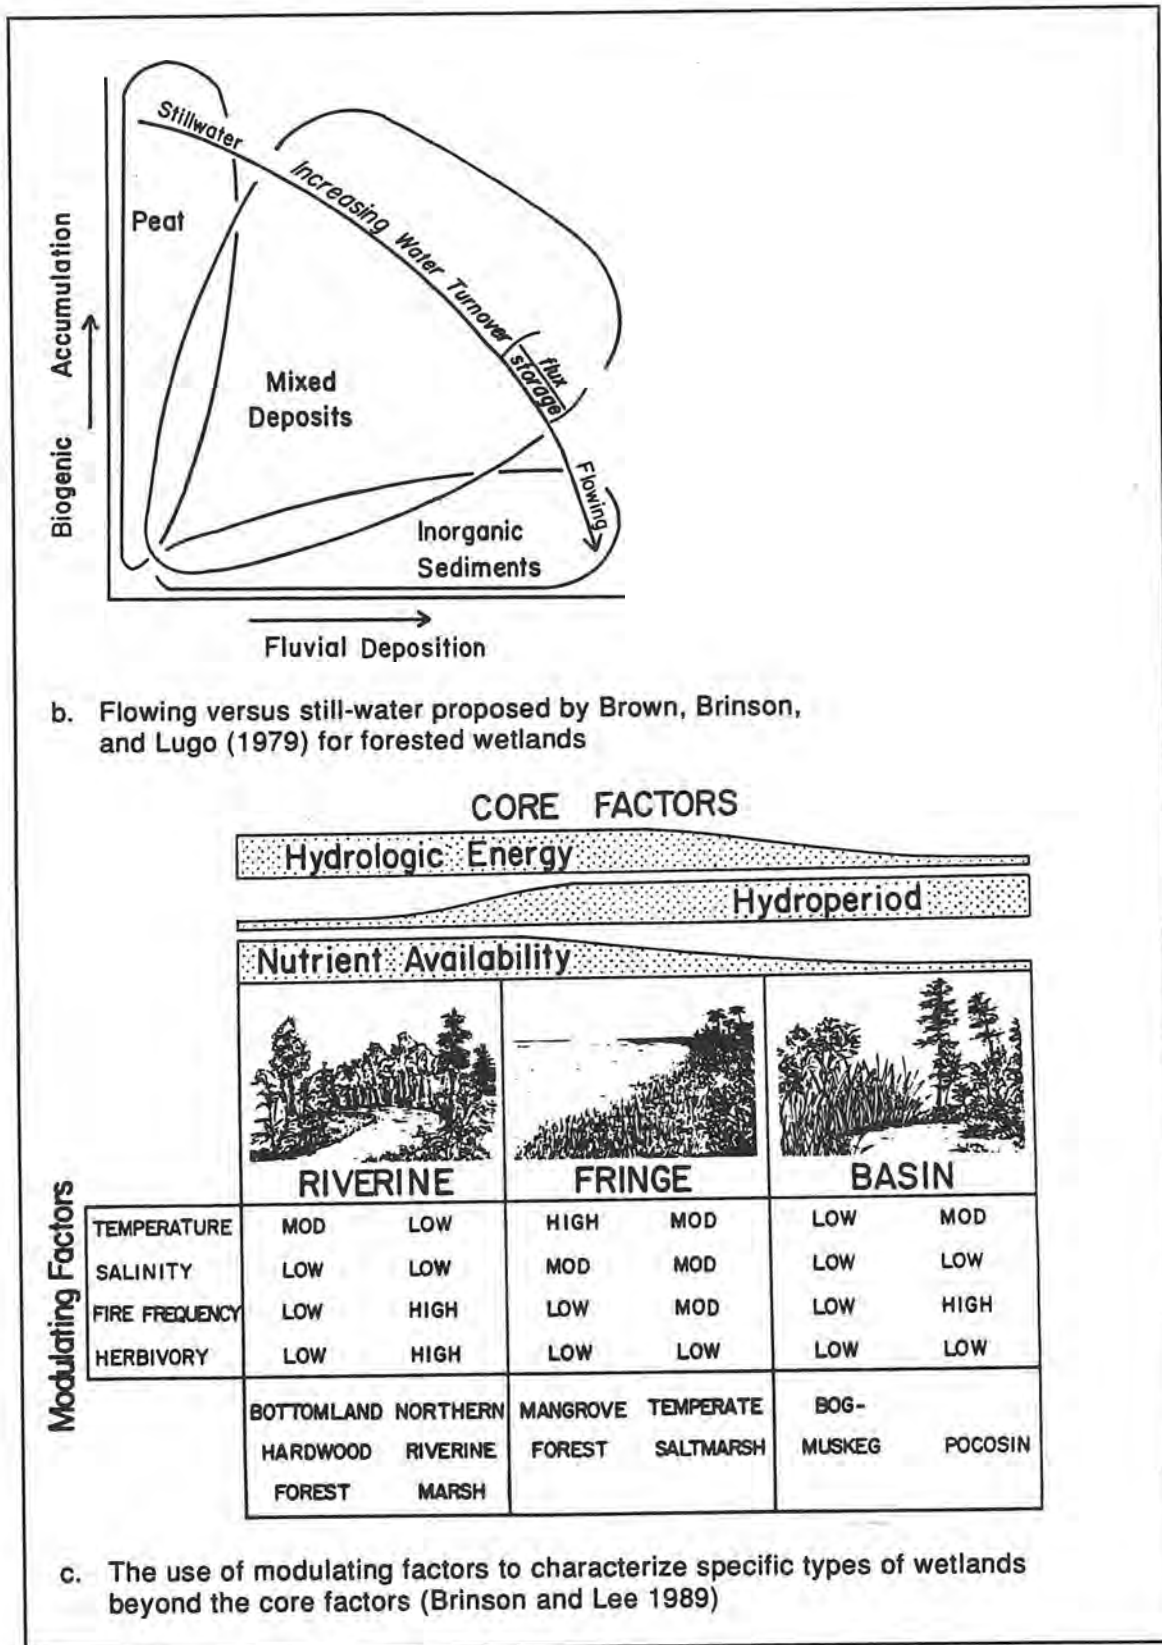 Stillwater
Increasing Water Turnover
flux
storage
Flowing
Peat
Mixed
Deposits
Inorganic
Sediments
Biogenic Accumulation
Fluvial Deposition
b. Flowing versus still-water proposed by Brown, Brinson,
and Lugo (1979) for forested wetlands
CORE FACTORS
Hydrologic Energy
Hydroperiod
Nutrient Availability
RIVERINE FRINGE BASIN
Modulating Factors
TEMPERATURE MOD LOW HIGH MOD LOW MOD
SALINITY LOW LOW MOD MOD LOW LOW
FIRE FREQUENCY LOW HIGH LOW MOD LOW HIGH
HERBIVORY LOW HIGH LOW LOW LOW LOW
BOTTOMLAND NORTHERN MANGROVE TEMPERATE BOG-
HARDWOOD RIVERINE FOREST SALTMARSH MUSKEG POCOSIN
FOREST MARSH
c. The use of modulating factors to characterize specific types of wetlands
beyond the core factors (Brinson and Lee 1989)